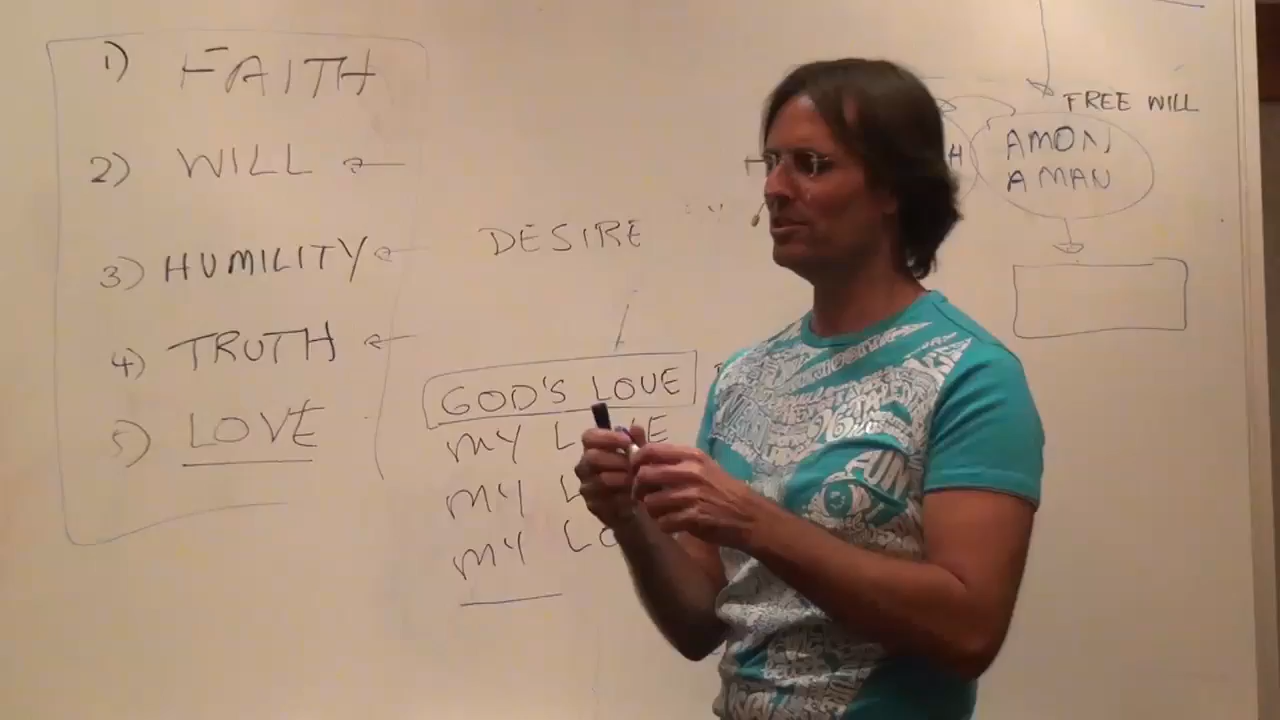 1) FAITH
2) WILL
3) HUMILITY
4) TRUTH
5) LOVE
DESIRE
GOD'S LOVE
MY LOVE
MY
MY
FREE WILL
H
AMON,
A MAN